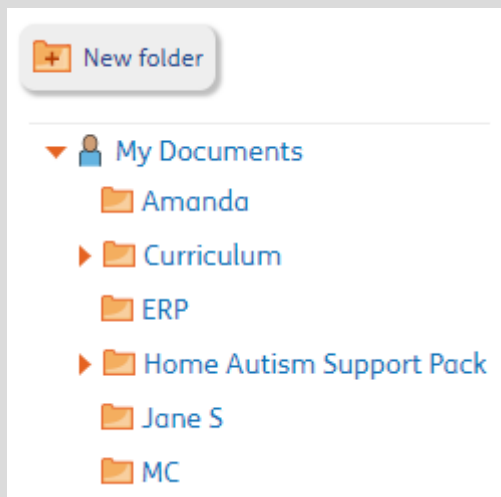 New folder
My Documents
Amanda
Curriculum
ERP
Home Autism Support Pack
Jane S
MC